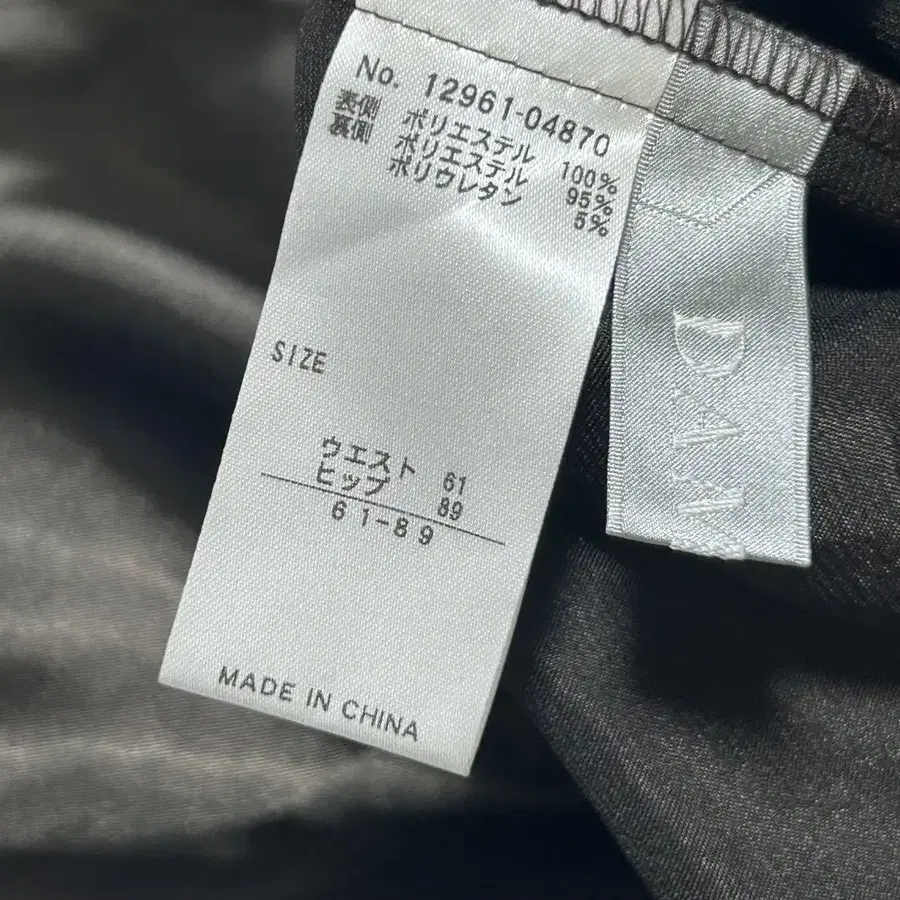 No. 12961-04870
表側 ポリエステル 100%
裏側 ポリエステル 95%
ポリウレタン 5%
SIZE
ウエスト 61
ヒップ 89
61-89
MADE IN CHINA